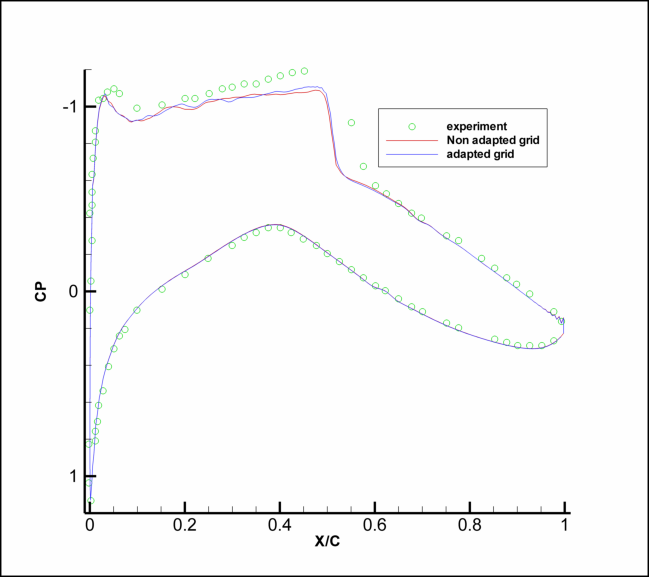 -1
experiment
Non adapted grid
adapted grid
CP
0
1
0 0.2 0.4 0.6 0.8 1
X/C